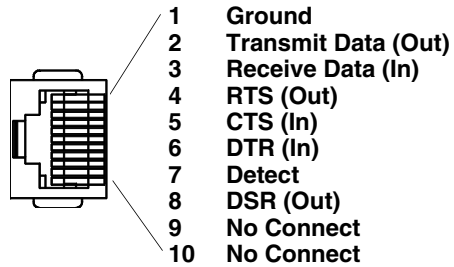 1 Ground
2 Transmit Data (Out)
3 Receive Data (In)
4 RTS (Out)
5 CTS (In)
6 DTR (In)
7 Detect
8 DSR (Out)
9 No Connect
10 No Connect